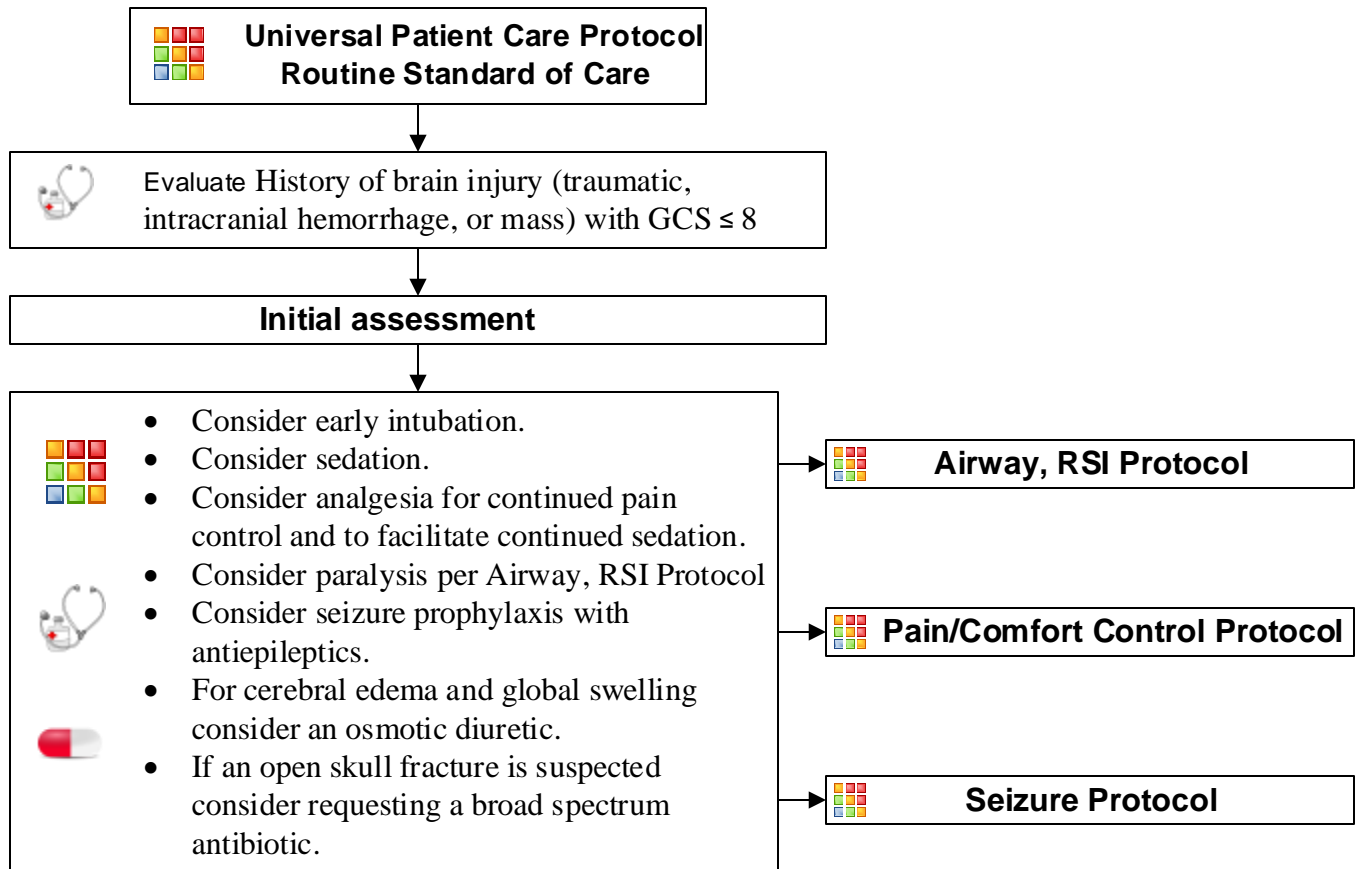 Universal Patient Care Protocol
Routine Standard of Care
Evaluate History of brain injury (traumatic,
intracranial hemorrhage, or mass) with GCS ≤ 8
Initial assessment
• Consider early intubation.
• Consider sedation.
• Consider analgesia for continued pain
control and to facilitate continued sedation.
• Consider paralysis per Airway, RSI Protocol
• Consider seizure prophylaxis with
antiepileptics.
• For cerebral edema and global swelling
consider an osmotic diuretic.
• If an open skull fracture is suspected
consider requesting a broad spectrum
antibiotic.
Airway, RSI Protocol
Pain/Comfort Control Protocol
Seizure Protocol